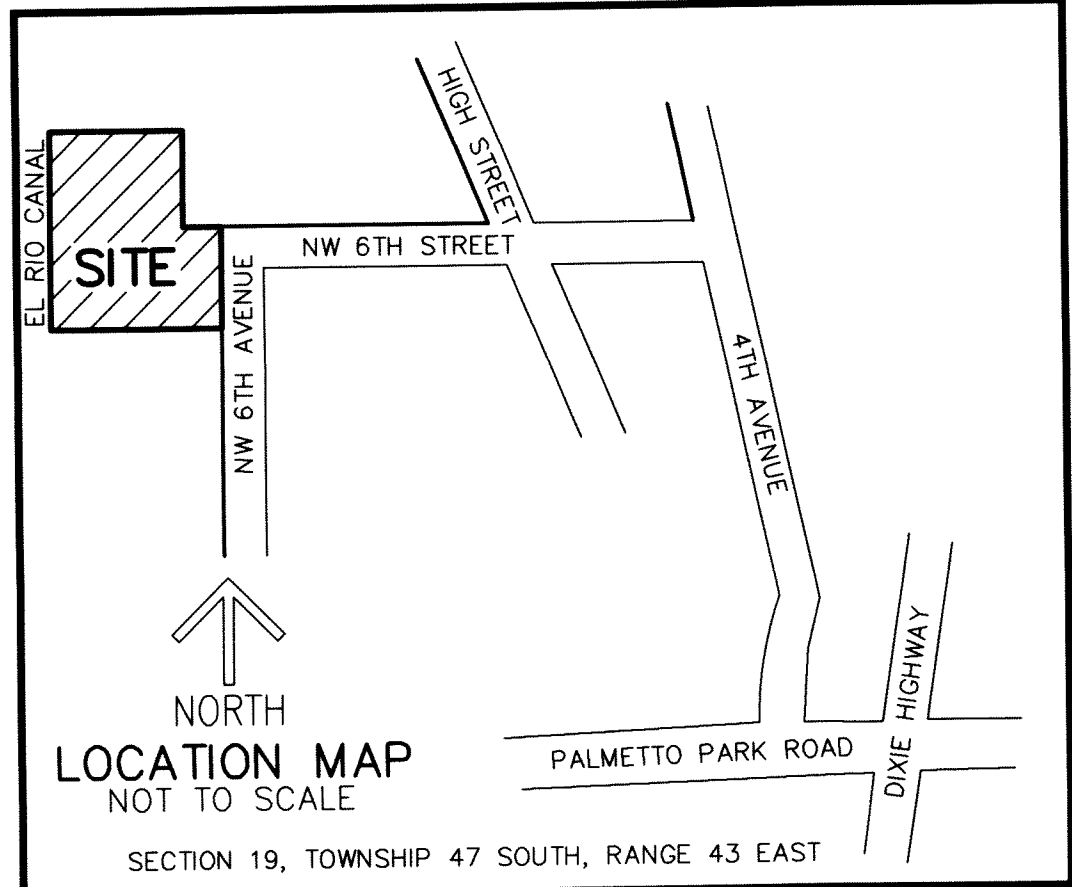 HIGH STREET
EL RIO CANAL
SITE
NW 6TH STREET
NW 6TH AVENUE
4TH AVENUE
NORTH
LOCATION MAP
NOT TO SCALE
PALMETTO PARK ROAD
DIXIE HIGHWAY
SECTION 19, TOWNSHIP 47 SOUTH, RANGE 43 EAST